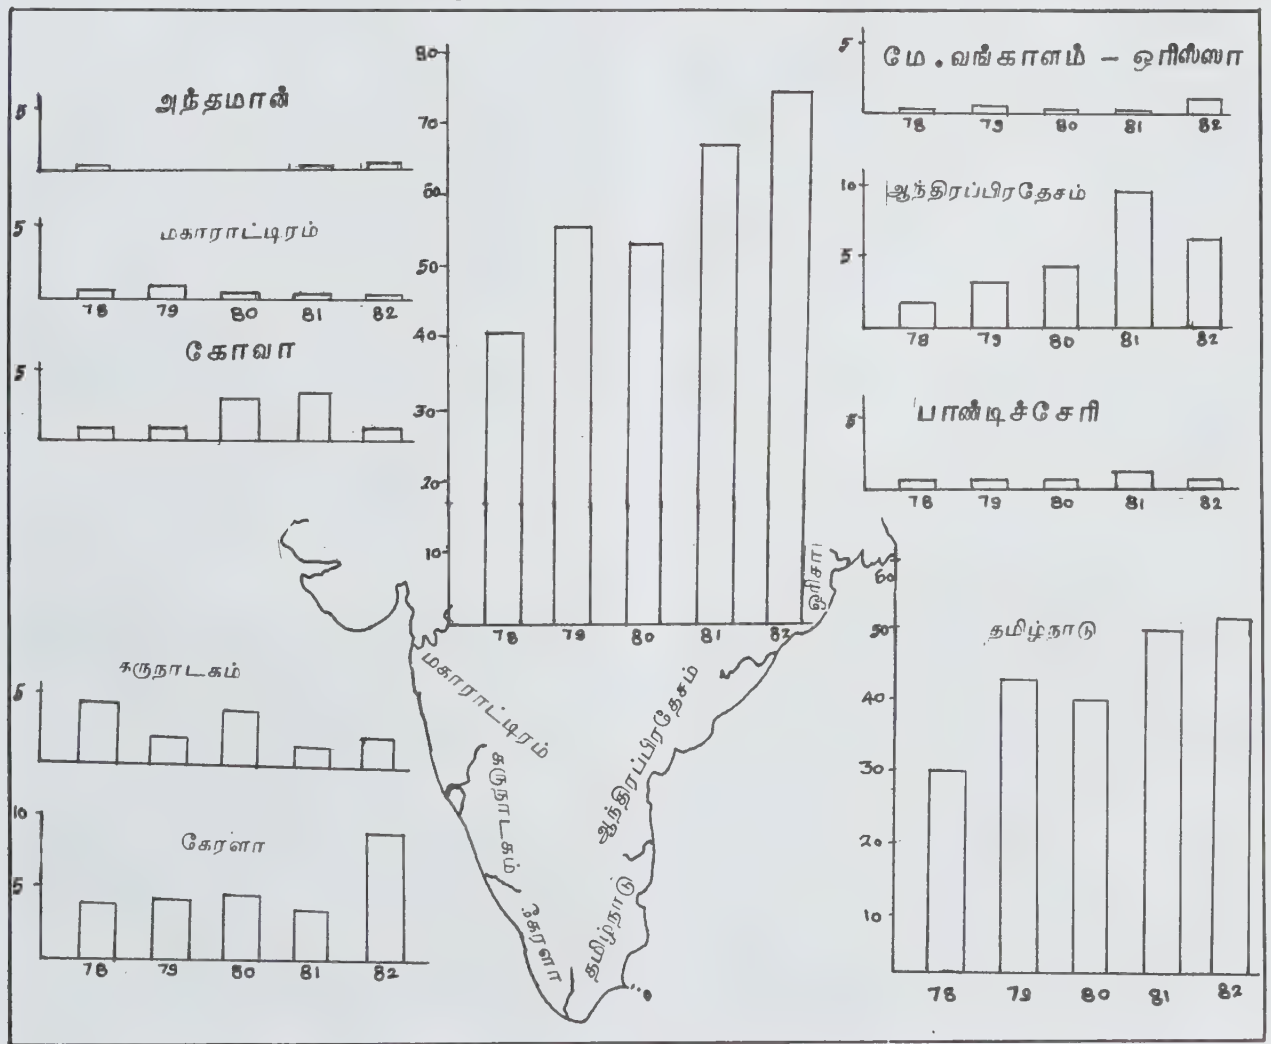 அந்தமான்
5
5
மகாராட்டிரம்
78 79 80 81 82
கோவா
5
கருநாடகம்
5
கேரளா
10
5
78 79 80 81 82
80
70
60
50
40
30
20
10
78 79 80 81 82
மே. வங்காளம் - ஒரிஸ்ஸா
5
78 79 80 81 82
ஆந்திரப்பிரதேசம்
10
5
78 79 80 81 82
பாண்டிச்சேரி
5
78 79 80 81 82
தமிழ்நாடு
60
50
40
30
20
10
78 79 80 81 82
ஒரிசா
மகாராட்டிரம்
கருநாடகம்
கேரளா
தமிழ்நாடு
ஆந்திரப்பிரதேசம்